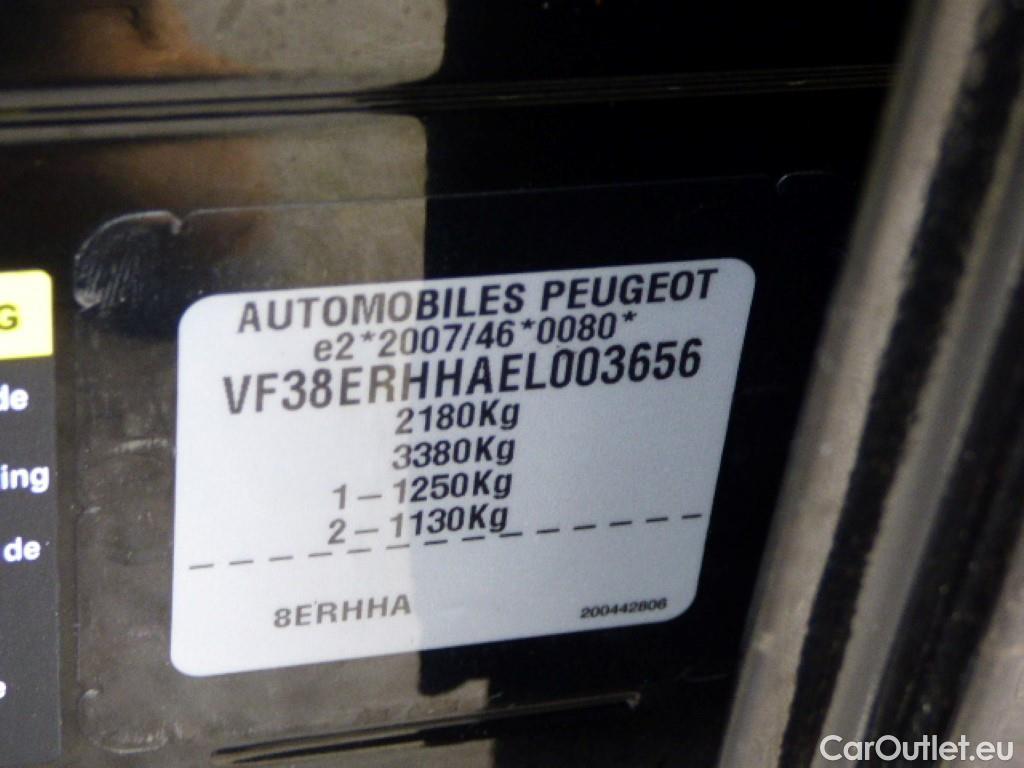 AUTOMOBILES PEUGEOT
e2*2007/46*0080*
VF38ERHHAEL003656
2180Kg
3380Kg
1-1250Kg
2-1130Kg
8ERHHA
200442806
G
de
ing
de
e
CarOutlet.eu